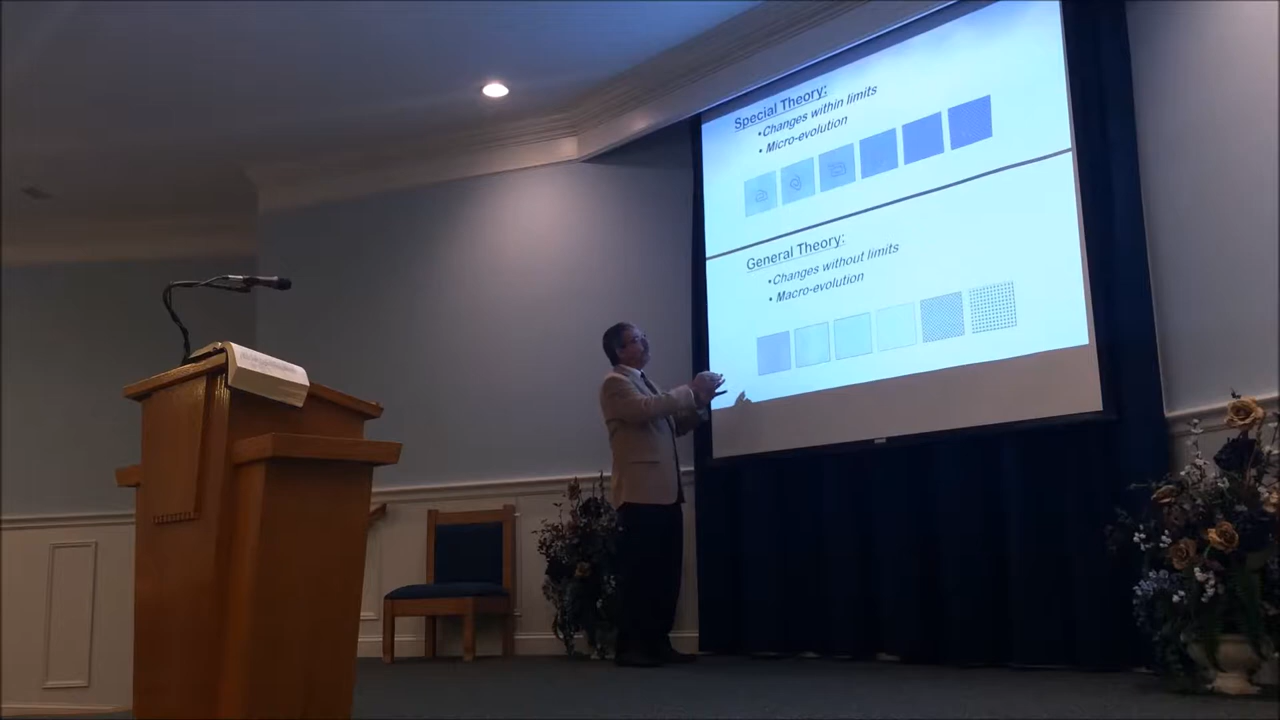 Special Theory:
•Changes within limits
• Micro-evolution
General Theory:
•Changes without limits
• Macro-evolution